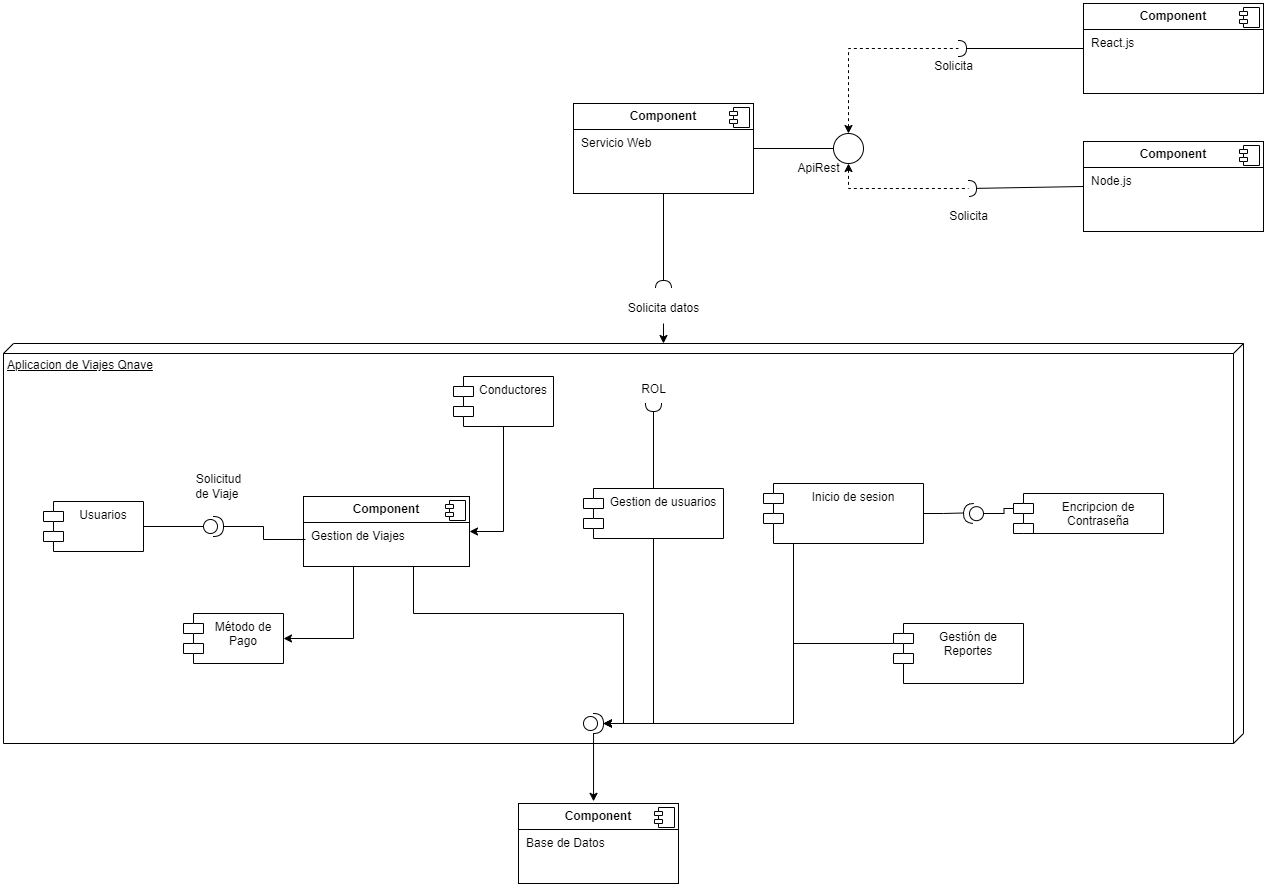 Component
React.js
Solicita
Component
Servicio Web
ApiRest
Component
Node.js
Solicita
Solicita datos
Aplicacion de Viajes Qnave
Conductores
ROL
Solicitud
de Viaje
Usuarios
Component
Gestion de Viajes
Gestion de usuarios
Inicio de sesion
Encripcion de
Contraseña
Método de
Pago
Gestión de
Reportes
Component
Base de Datos